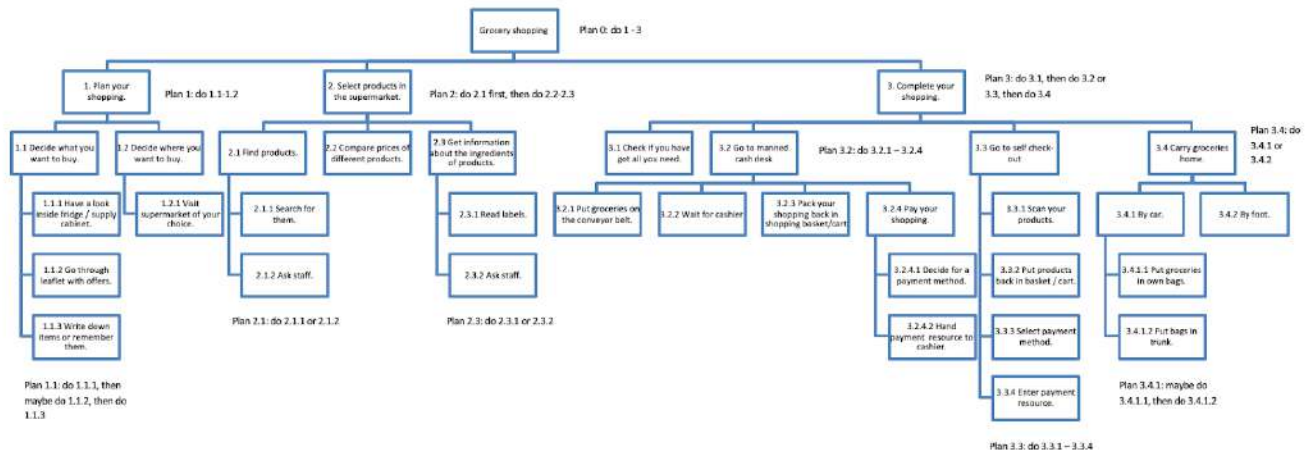 Grocery shopping
Plan 0: do 1 - 3
1. Plan your
shopping.
Plan 1: do 1.1-1.2
2. Select products in
the supermarket.
Plan 2: do 2.1 first, then do 2.2-2.3
3. Complete your
shopping.
Plan 3: do 3.1, then do 3.2 or
3.3, then do 3.4
1.1 Decide what you
want to buy.
1.2 Decide where you
want to buy.
2.1 Find products.
2.2 Compare prices of
different products.
2.3 Get information
about the ingredients
of products.
3.1 Check if you have
get all you need.
3.2 Go to manned
cash desk
Plan 3.2: do 3.2.1 – 3.2.4
3.3 Go to self check-
out
3.4 Carry groceries
home
Plan 3.4: do
3.4.1 or
3.4.2
1.1.1 Have a look
inside fridge / supply
cabinet.
1.2.1 Visit
supermarket of your
choice.
2.1.1 Search for
them.
2.3.1 Read labels.
3.2.1 Put groceries on
the conveyor belt.
3.2.2 Wait for cashier
3.2.3 Pack your
shopping back in
shopping basket/cart
3.2.4 Pay your
shopping.
3.3.1 Scan your
products.
3.4.1 By car.
3.4.2 By foot.
1.1.2 Go through
leaflet with offers.
2.1.2 Ask staff.
2.3.2 Ask staff.
3.2.4.1 Decide for a
payment method.
3.3.2 Put products
back in basket / cart.
3.4.1.1 Put groceries
in own bags.
1.1.3 Write down
items or remember
them.
Plan 2.1: do 2.1.1 or 2.1.2
Plan 2.3: do 2.3.1 or 2.3.2
3.2.4.2 Hand
payment resource to
cashier.
3.3.3 Select payment
method.
3.4.1.2 Put bags in
trunk.
Plan 1.1: do 1.1.1, then
maybe do 1.1.2, then do
1.1.3
3.3.4 Enter payment
resource.
Plan 3.4.1: maybe do
3.4.1.1, then do 3.4.1.2
Plan 3.3: do 3.3.1 – 3.3.4